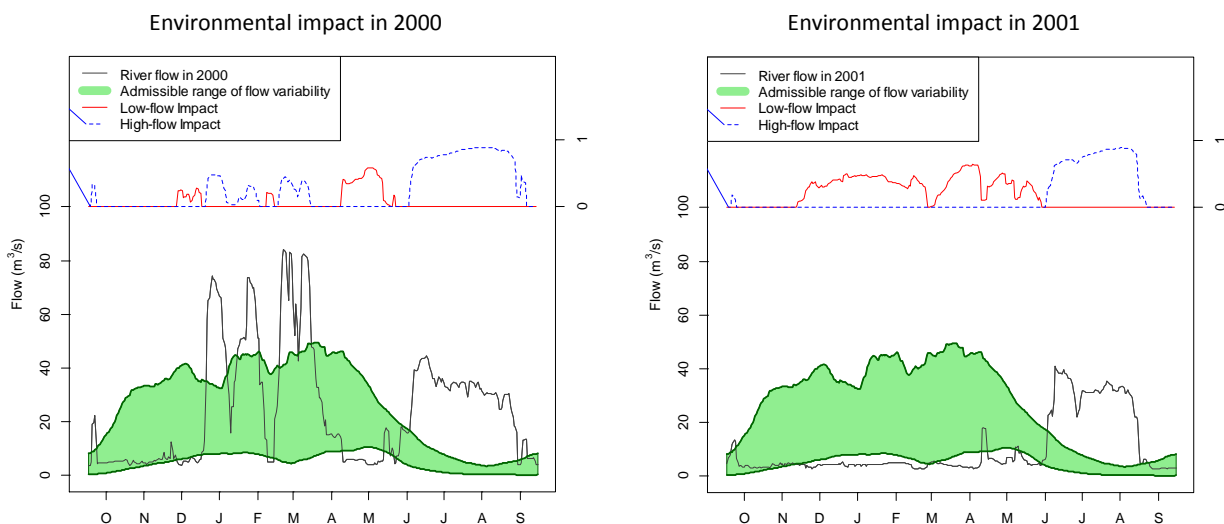 Environmental impact in 2000
River flow in 2000
Admissible range of flow variability
Low-flow Impact
High-flow Impact
1
0
100
80
60
40
20
0
Flow (m³/s)
O N D J F M A M J J A S
Environmental impact in 2001
River flow in 2001
Admissible range of flow variability
Low-flow Impact
High-flow Impact
1
0
100
80
60
40
20
0
Flow (m³/s)
O N D J F M A M J J A S